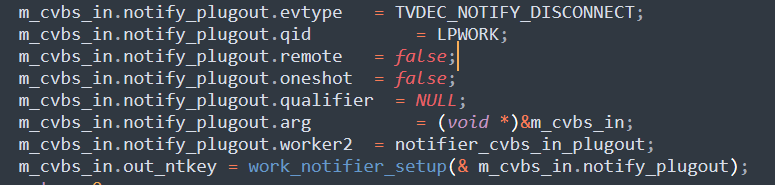 m_cvbs_in.notify_plugout.evtype   = TVDEC_NOTIFY_DISCONNECT;
m_cvbs_in.notify_plugout.qid         = LPWORK;
m_cvbs_in.notify_plugout.remote   = false;
m_cvbs_in.notify_plugout.oneshot  = false;
m_cvbs_in.notify_plugout.qualifier  = NULL;
m_cvbs_in.notify_plugout.arg         = (void *)&m_cvbs_in;
m_cvbs_in.notify_plugout.worker2  = notifier_cvbs_in_plugout;
m_cvbs_in.out_ntkey = work_notifier_setup(& m_cvbs_in.notify_plugout);